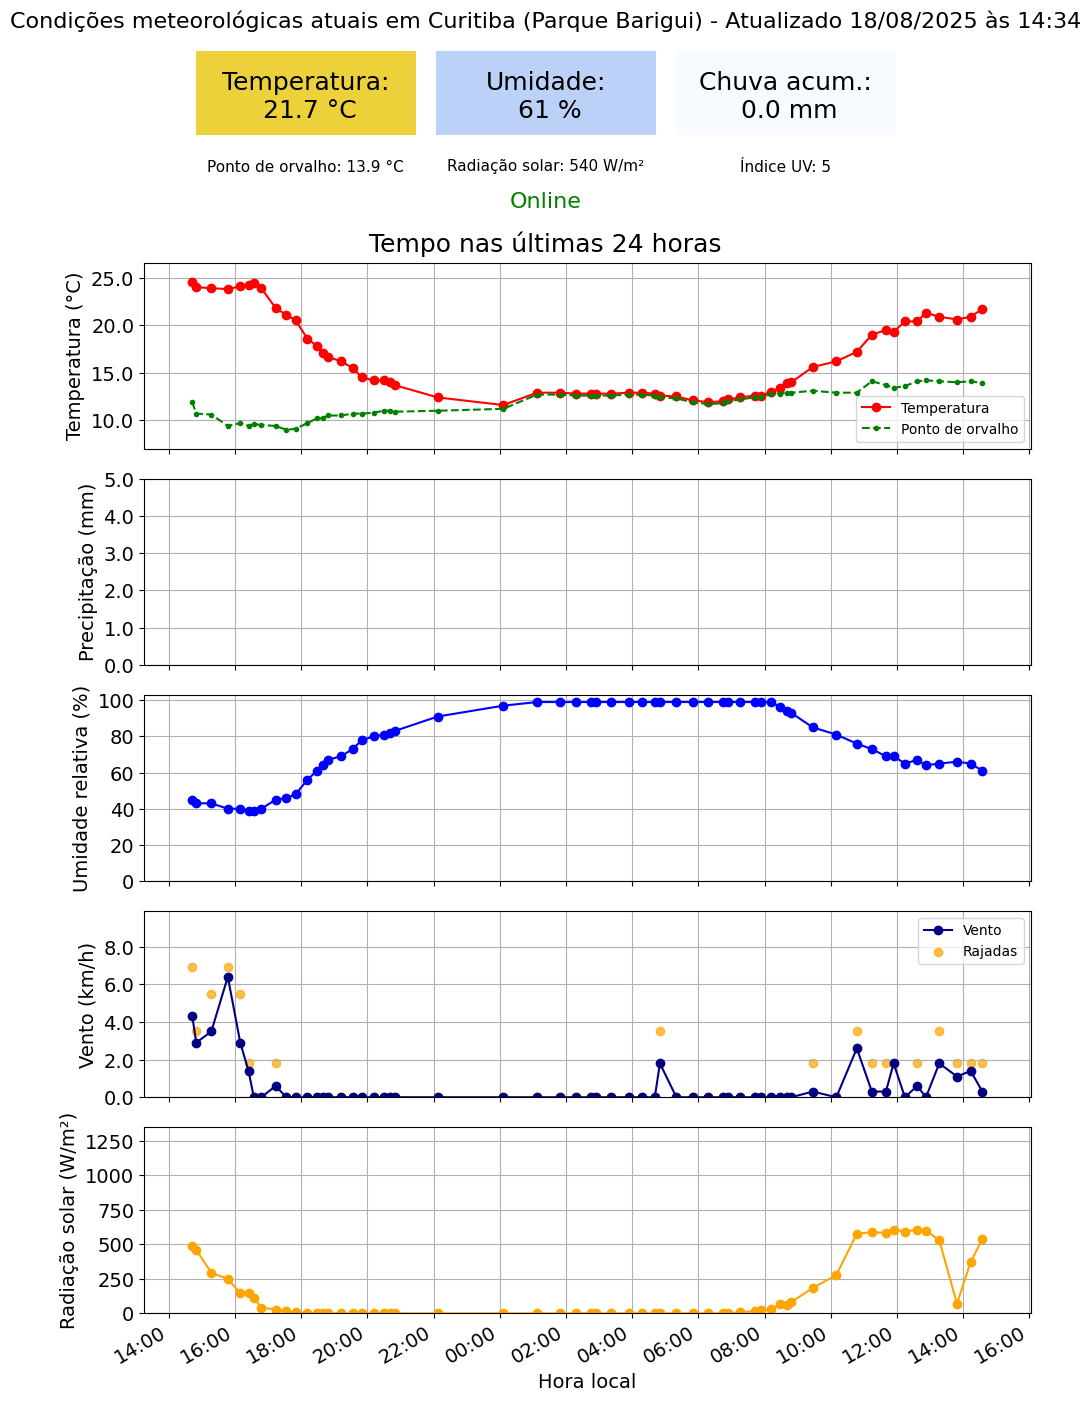 Condições meteorológicas atuais em Curitiba (Parque Barigui) - Atualizado 18/08/2025 às 14:34
Temperatura:
21.7 °C
Umidade:
61 %
Chuva acum.:
0.0 mm
Ponto de orvalho: 13.9 °C
Radiação solar: 540 W/m²
Índice UV: 5
Online
Tempo nas últimas 24 horas
Temperatura (°C)
25.0
20.0
15.0
10.0
Temperatura
Ponto de orvalho
Precipitação (mm)
5.0
4.0
3.0
2.0
1.0
0.0
Umidade relativa (%)
100
80
60
40
20
0
Vento (km/h)
8.0
6.0
4.0
2.0
0.0
Vento
Rajadas
Radiação solar (W/m²)
1250
1000
750
500
250
0
14:00
16:00
18:00
20:00
22:00
00:00
02:00
04:00
06:00
08:00
10:00
12:00
14:00
16:00
Hora local